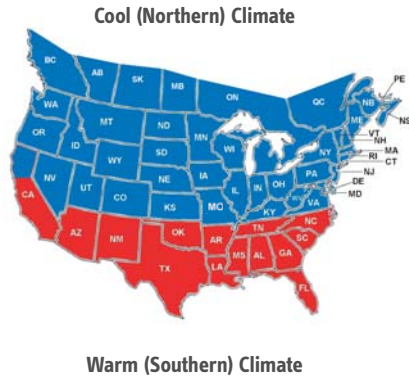 Cool (Northern) Climate
BC
AB
SK
MB
ON
QC
PE
NB
NS
WA
MT
ND
MN
ME
VT
NH
OR
ID
SD
WI
NY
MA
WY
RI
CT
NV
NE
IA
PA
NJ
UT
CO
IL
IN
OH
DE
MD
KS
MO
VA
KY
CA
AZ
NM
OK
AR
TN
NC
SC
TX
LA
MS
AL
GA
FL
Warm (Southern) Climate